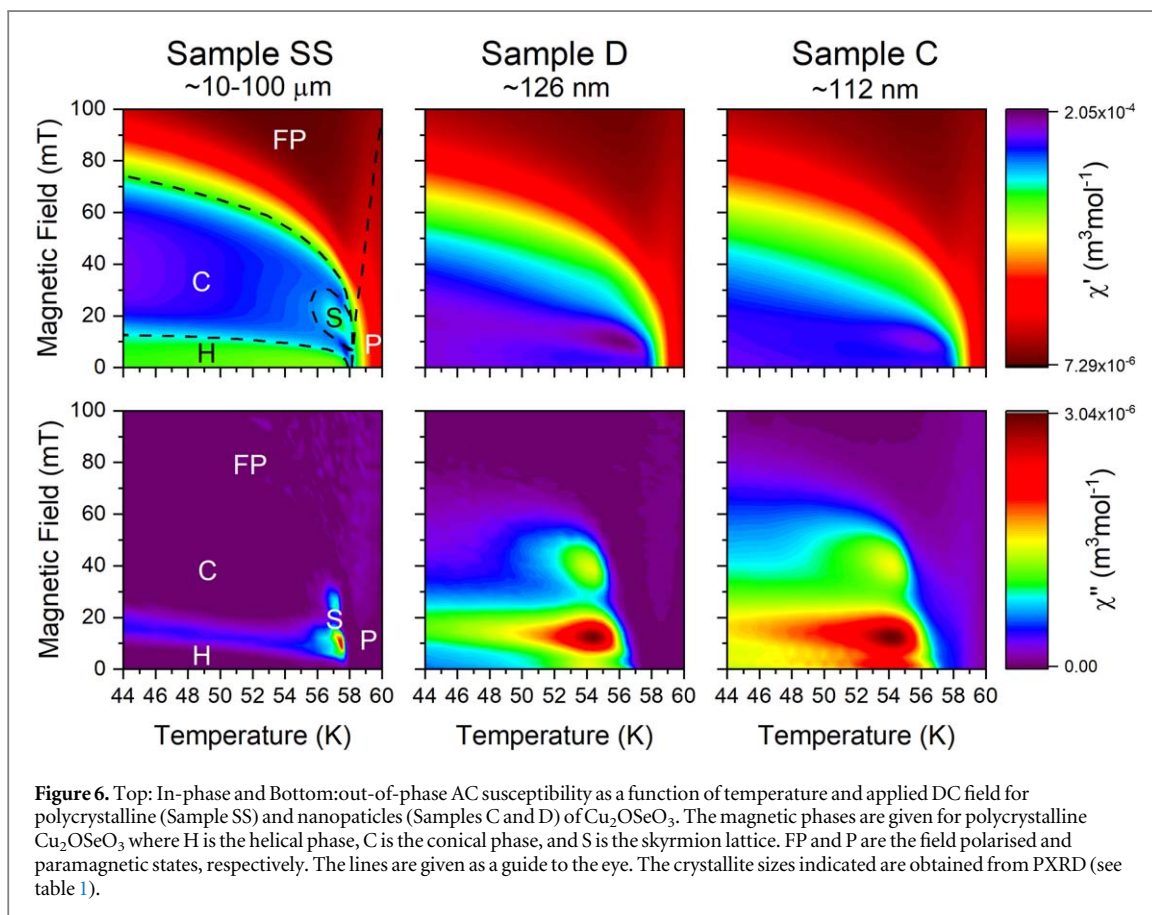 Sample SS
~10-100 μm
Sample D
~126 nm
Sample C
~112 nm
Magnetic Field (mT)
100
80
60
40
20
0
FP
C
S
H
P
2.05x10⁻⁴
χ' (m³mol⁻¹)
7.29x10⁻⁶
Magnetic Field (mT)
100
80
60
40
20
0
FP
C
S
H
P
3.04x10⁻⁶
χ'' (m³mol⁻¹)
0.00
44 46 48 50 52 54 56 58 60
44 46 48 50 52 54 56 58 60
44 46 48 50 52 54 56 58 60
Temperature (K)
Temperature (K)
Temperature (K)
Figure 6. Top: In-phase and Bottom:out-of-phase AC susceptibility as a function of temperature and applied DC field for
polycrystalline (Sample SS) and nanopaticles (Samples C and D) of Cu₂OSeO₃. The magnetic phases are given for polycrystalline
Cu₂OSeO₃ where H is the helical phase, C is the conical phase, and S is the skyrmion lattice. FP and P are the field polarised and
paramagnetic states, respectively. The lines are given as a guide to the eye. The crystallite sizes indicated are obtained from PXRD (see
table 1).